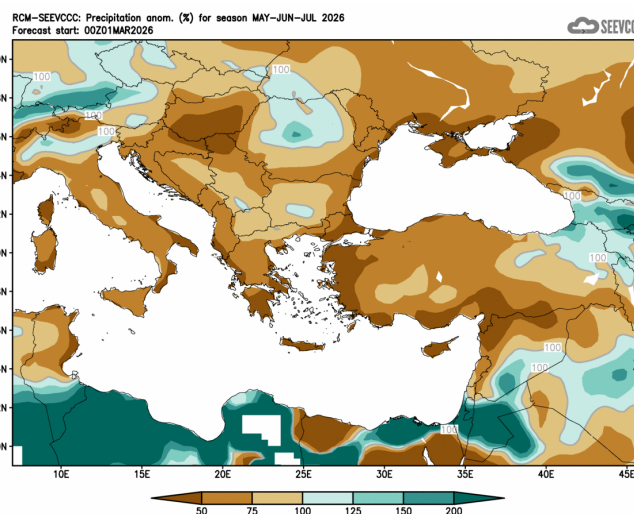 RCM-SEEVCCC: Precipitation anom. (%) for season MAY-JUN-JUL 2026
Forecast start: 00Z01MAR2026
SEEVCC
100
100
100
100
100
100
100
100
100
N
N
N
N
N
N
N
N
N
N
N
10E
15E
20E
25E
30E
35E
40E
45E
50
75
100
125
150
200